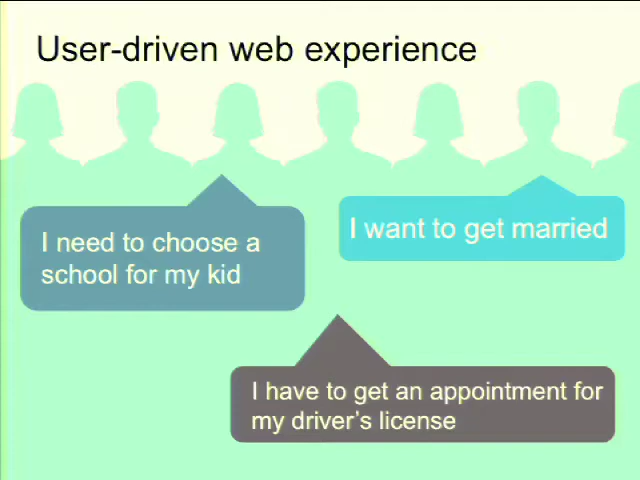 User-driven web experience
I want to get married
I need to choose a
school for my kid
I have to get an appointment for
my driver’s license